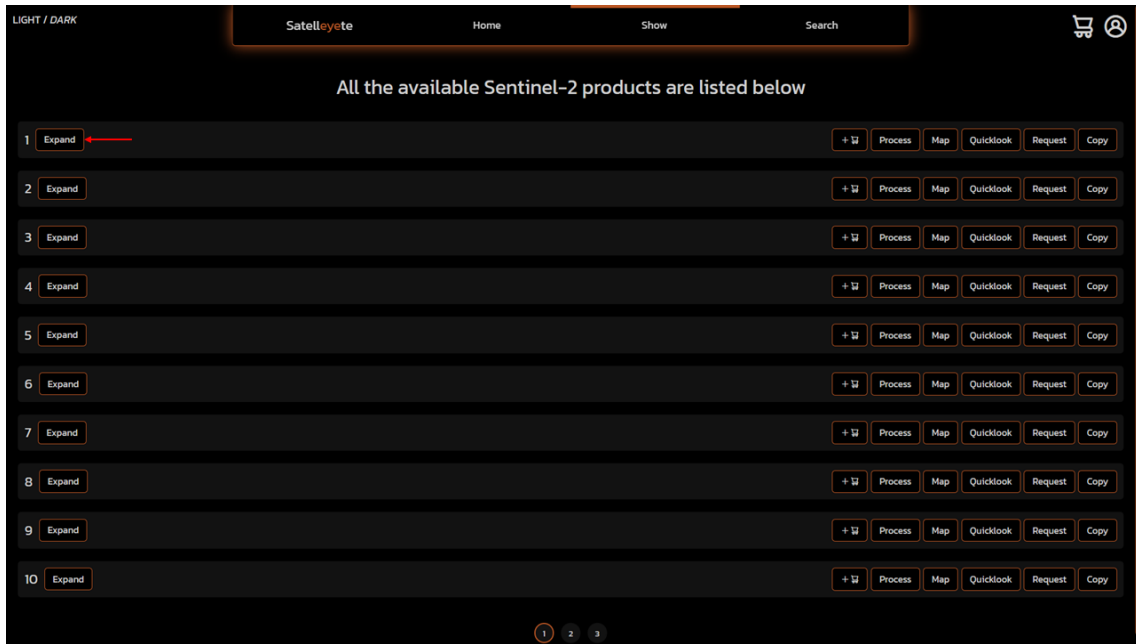 LIGHT / DARK Satelleyete Home Show Search
All the available Sentinel-2 products are listed below
1 Expand + Process Map Quicklook Request Copy
2 Expand + Process Map Quicklook Request Copy
3 Expand + Process Map Quicklook Request Copy
4 Expand + Process Map Quicklook Request Copy
5 Expand + Process Map Quicklook Request Copy
6 Expand + Process Map Quicklook Request Copy
7 Expand + Process Map Quicklook Request Copy
8 Expand + Process Map Quicklook Request Copy
9 Expand + Process Map Quicklook Request Copy
10 Expand + Process Map Quicklook Request Copy
1 2 3